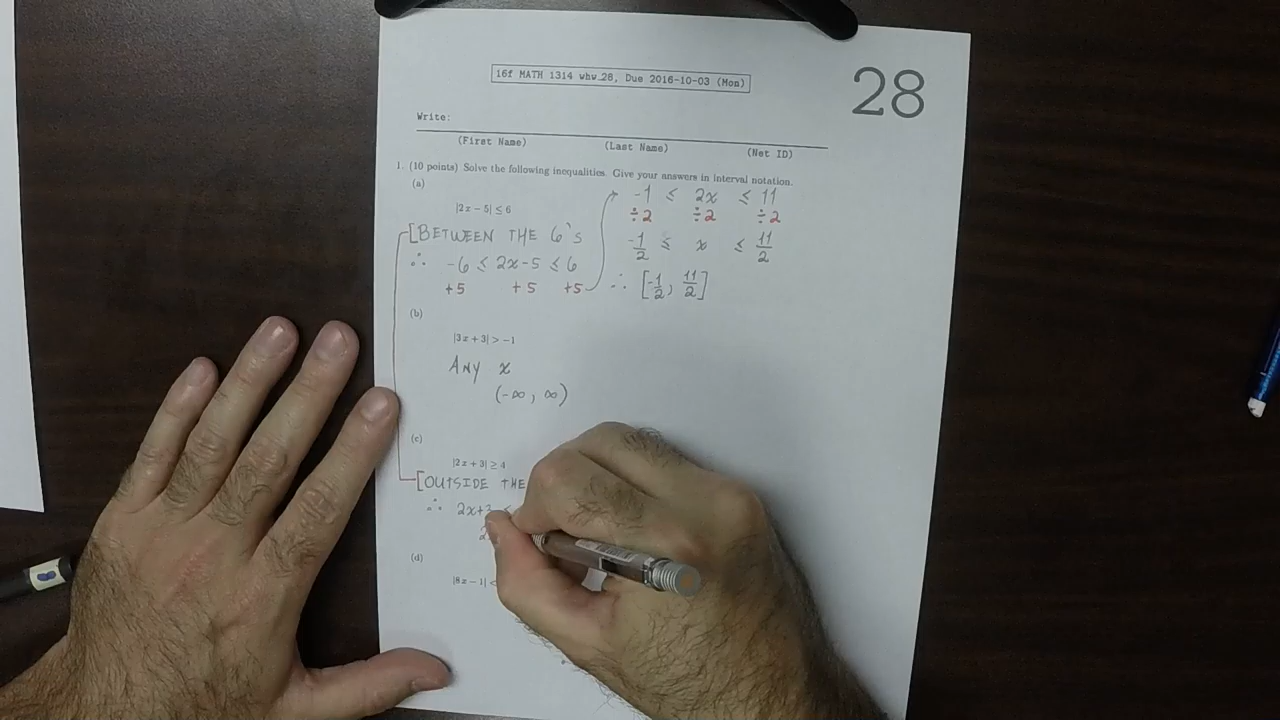 16f MATH 1314 whw_28, Due 2016-10-03 (Mon)
28
Write:
(First Name) (Last Name) (Net ID)
1. (10 points) Solve the following inequalities. Give your answers in interval notation.
(a)
|2x − 5| ≤ 6
[BETWEEN THE 6's
∴ -6 ≤ 2x-5 ≤ 6
+5 +5 +5
-1 ≤ 2x ≤ 11
÷2 ÷2 ÷2
-1/2 ≤ x ≤ 11/2
∴ [-1/2, 11/2]
(b)
|3x + 3| > −1
ANY x
(-∞, ∞)
(c)
|2x + 3| ≥ 4
[OUTSIDE THE
∴ 2x+3 ≤
(d)
|8x − 1| <